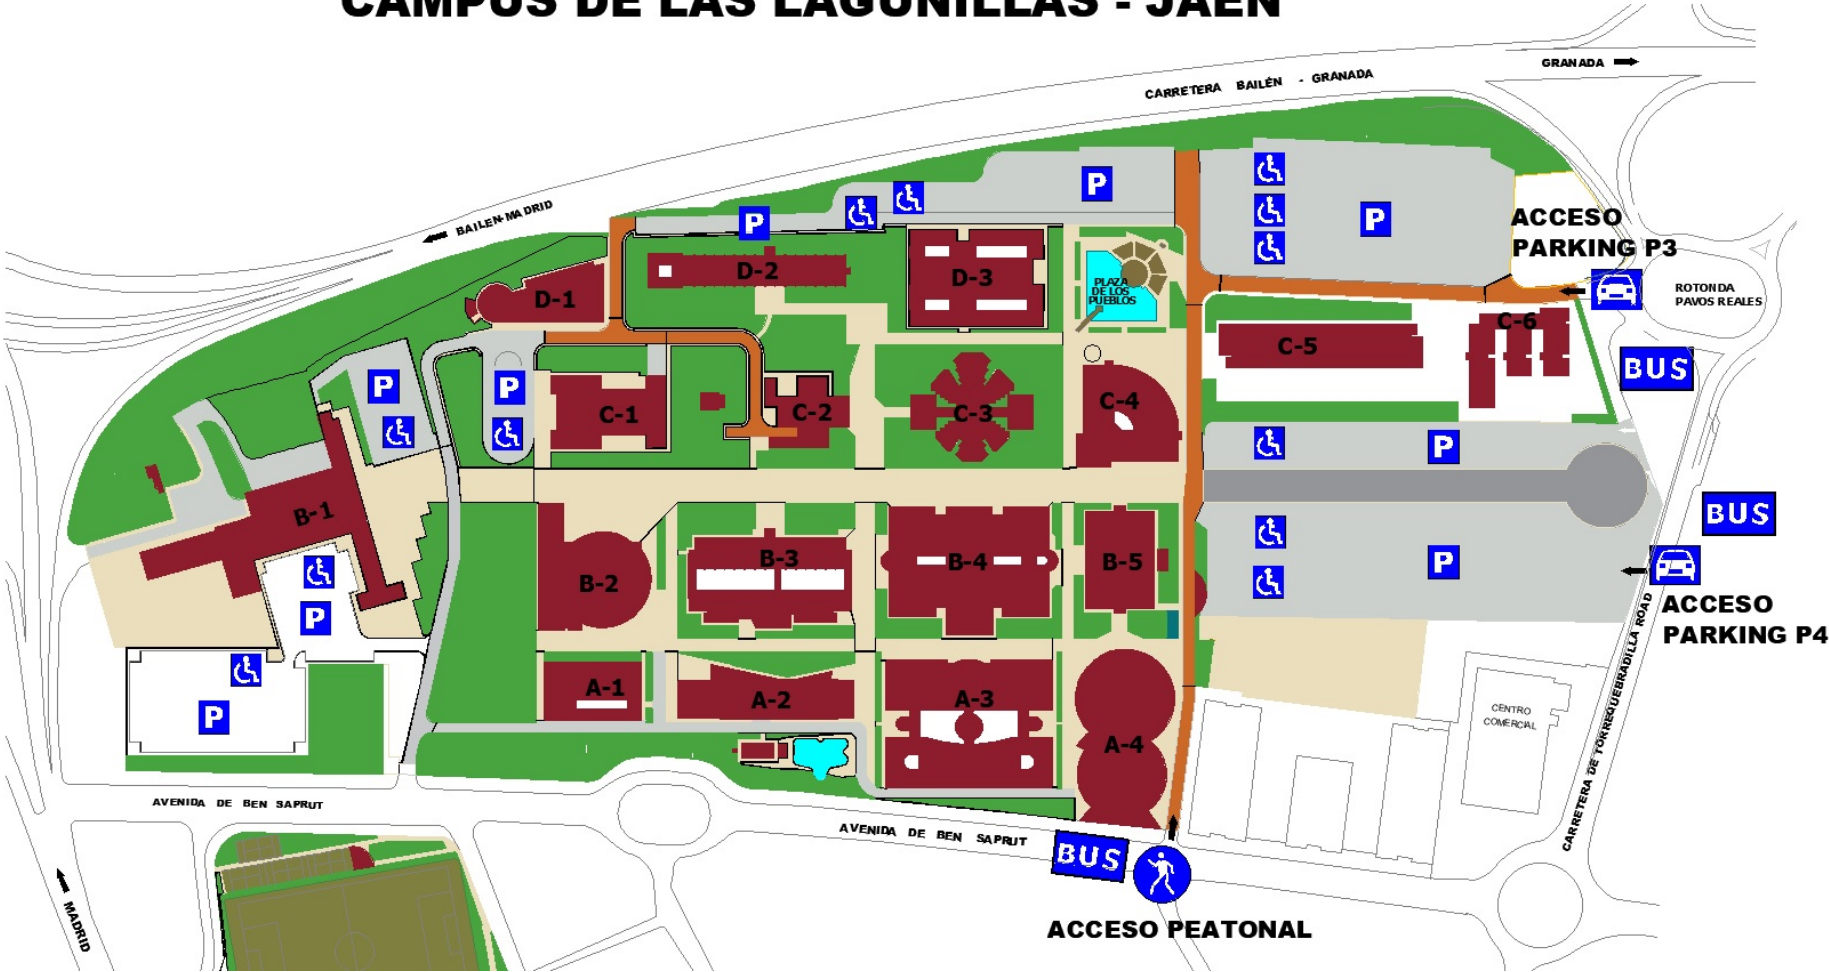 CAMPUS DE LAS LAGUNILLAS - JAEN
GRANADA
CARRETERA BAILÉN - GRANADA
BAILEN-MADRID
P
P
P
ACCESO
PARKING P3
ROTONDA
PAVOS REALES
D-1
D-2
D-3
PLAZA
DE LOS
PUEBLOS
C-5
C-6
BUS
P
P
C-1
C-2
C-3
C-4
P
BUS
B-1
B-2
B-3
B-4
B-5
P
P
ACCESO
PARKING P4
P
A-1
A-2
A-3
A-4
CENTRO
COMERCIAL
CARRETERA DE TORREQUEBRADILLA ROAD
AVENIDA DE BEN SAPRUT
AVENIDA DE BEN SAPRUT
BUS
MADRID
ACCESO PEATONAL